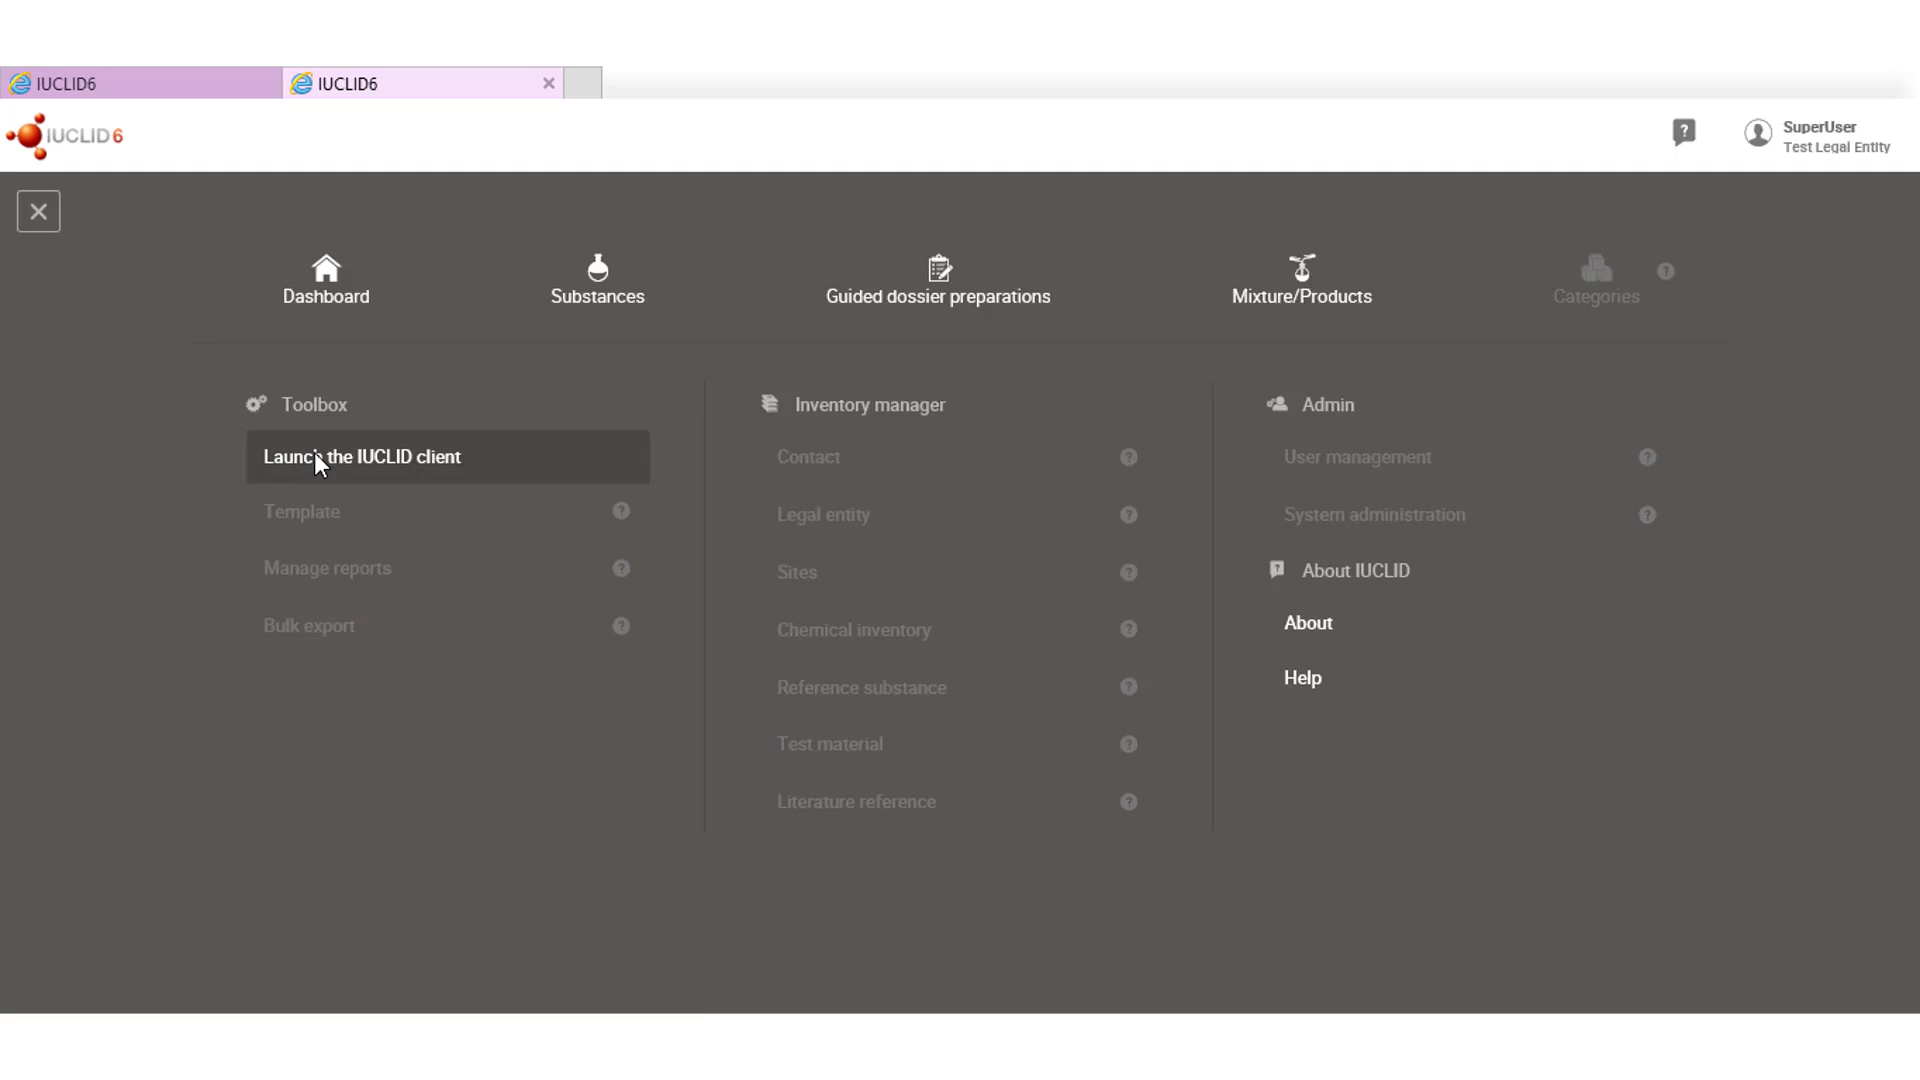 IUCLID6
IUCLID6
IUCLID 6
SuperUser
Test Legal Entity
Dashboard
Substances
Guided dossier preparations
Mixture/Products
Categories
Toolbox
Launch the IUCLID client
Template
Manage reports
Bulk export
Inventory manager
Contact
Legal entity
Sites
Chemical inventory
Reference substance
Test material
Literature reference
Admin
User management
System administration
About IUCLID
About
Help